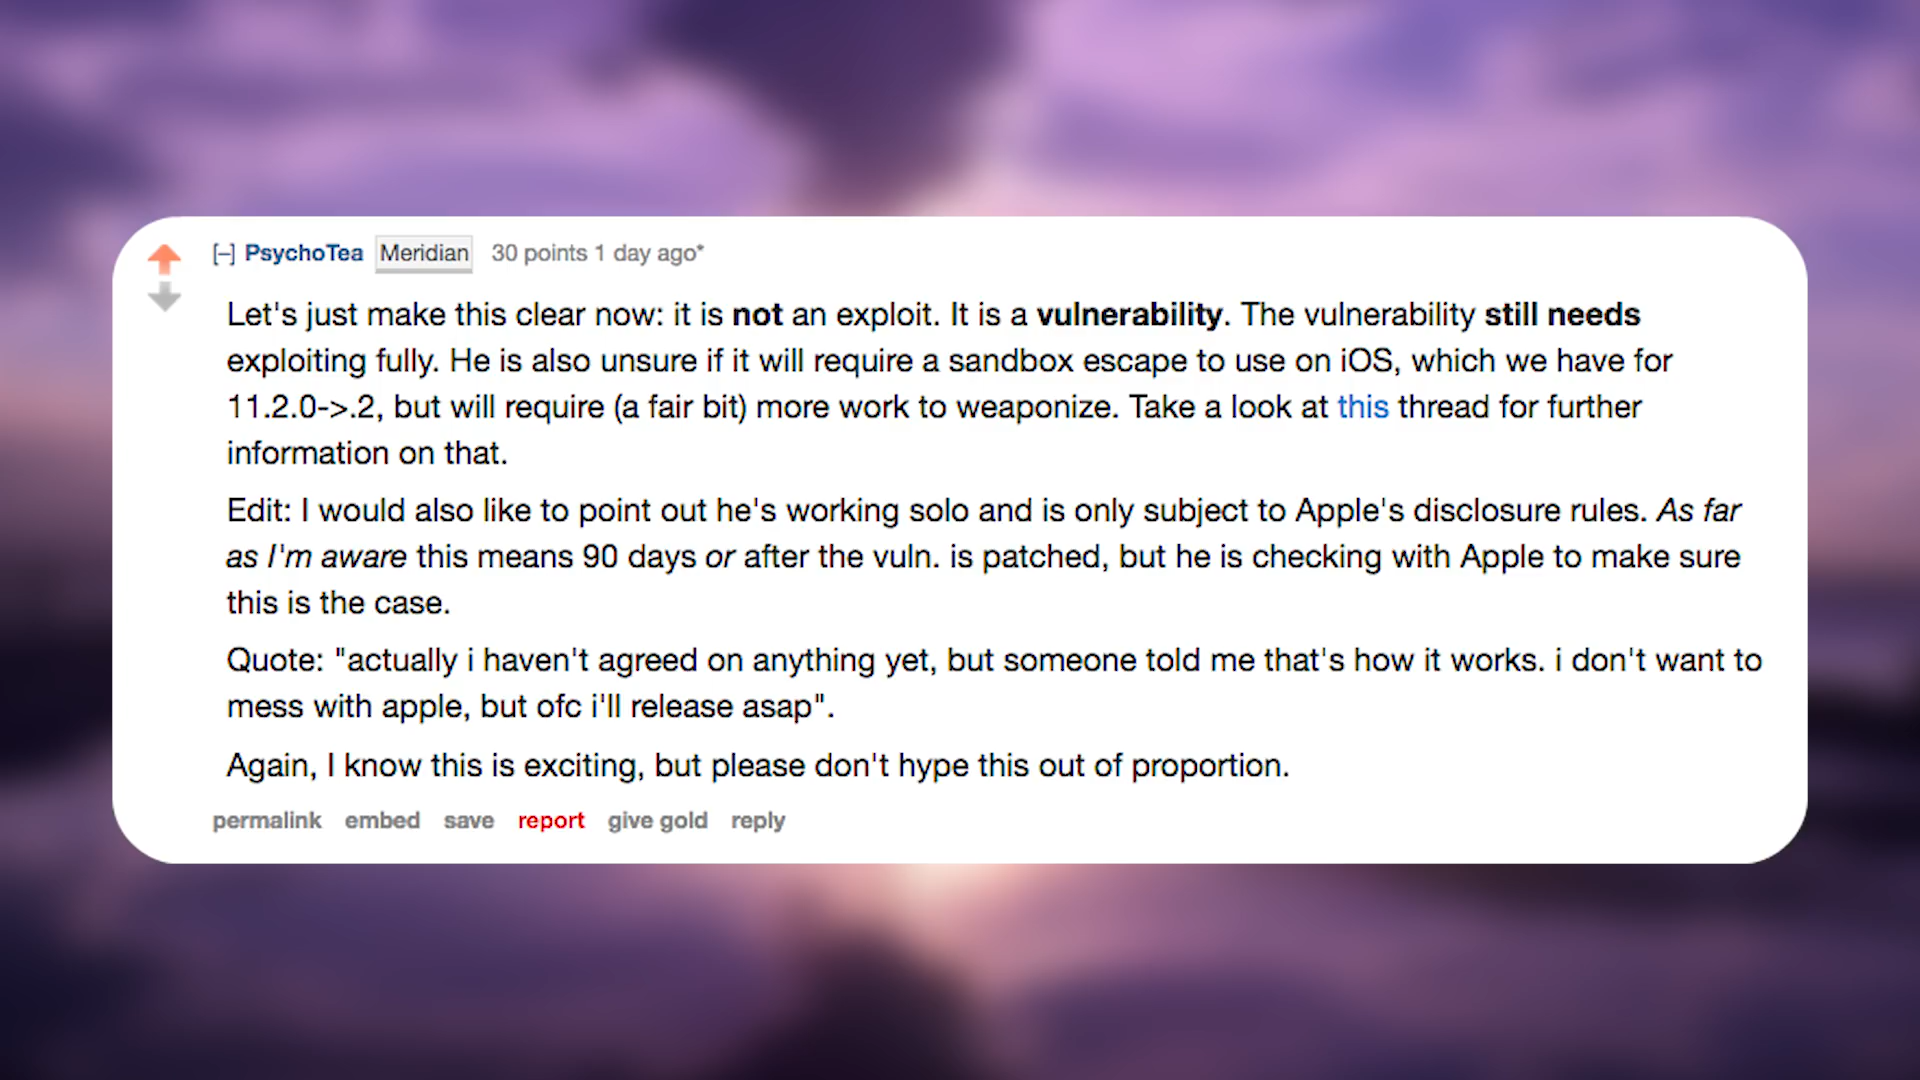 [–] PsychoTea Meridian 30 points 1 day ago*
Let's just make this clear now: it is not an exploit. It is a vulnerability. The vulnerability still needs
exploiting fully. He is also unsure if it will require a sandbox escape to use on iOS, which we have for
11.2.0->.2, but will require (a fair bit) more work to weaponize. Take a look at this thread for further
information on that.
Edit: I would also like to point out he's working solo and is only subject to Apple's disclosure rules. As far
as I'm aware this means 90 days or after the vuln. is patched, but he is checking with Apple to make sure
this is the case.
Quote: "actually i haven't agreed on anything yet, but someone told me that's how it works. i don't want to
mess with apple, but ofc i'll release asap".
Again, I know this is exciting, but please don't hype this out of proportion.
permalink embed save report give gold reply